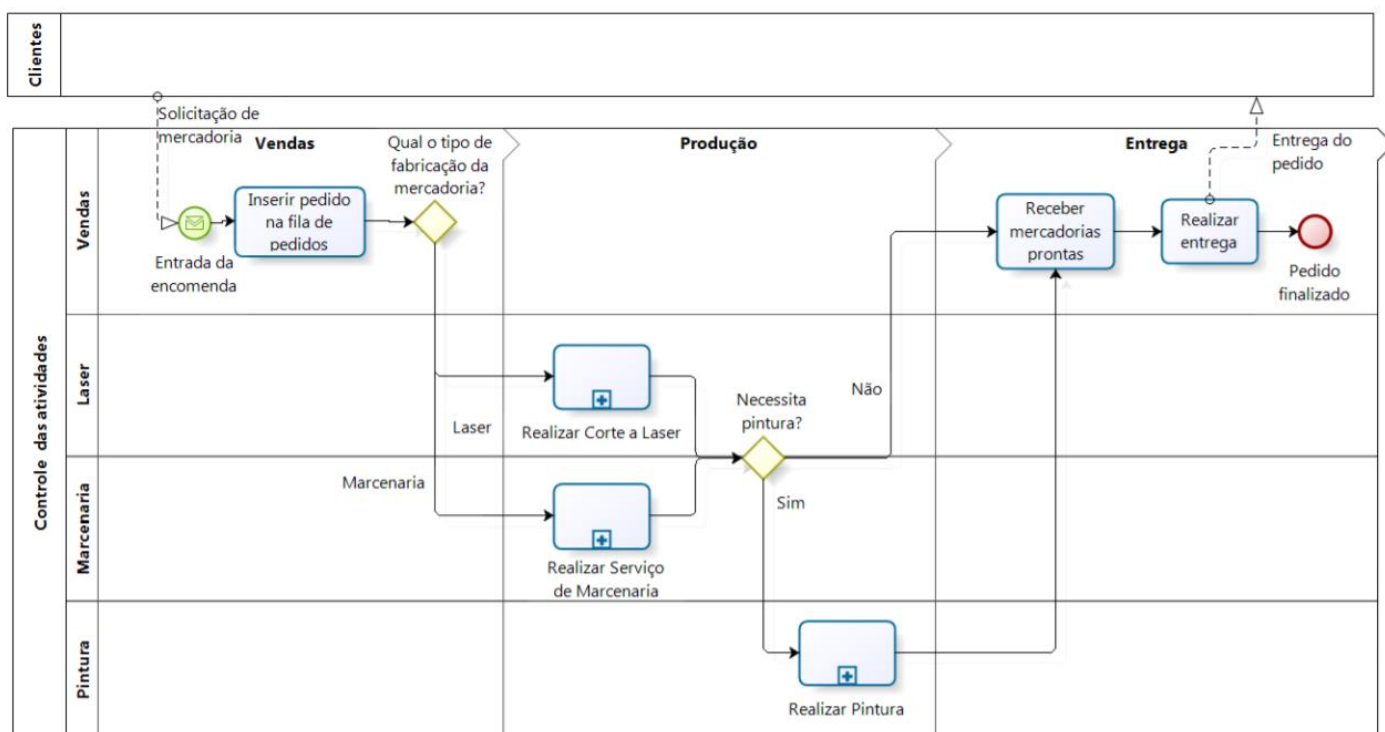 Clientes
Solicitação de
mercadoria
Vendas
Qual o tipo de
fabricação da
mercadoria?
Produção
Entrega
Entrega do
pedido
Controle das atividades
Vendas
Inserir pedido
na fila de
pedidos
Entrada da
encomenda
Receber
mercadorias
prontas
Realizar
entrega
Pedido
finalizado
Laser
Laser
Realizar Corte a Laser
Necessita
pintura?
Não
Marcenaria
Marcenaria
Sim
Realizar Serviço
de Marcenaria
Pintura
Realizar Pintura